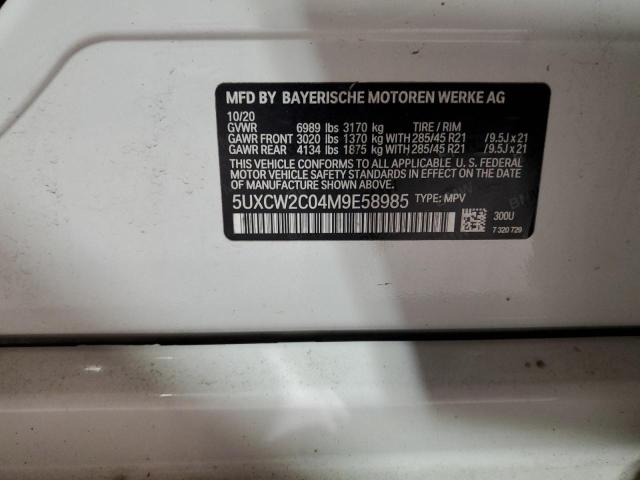 MFD BY BAYERISCHE MOTOREN WERKE AG
10/20
GVWR 6989 lbs 3170 kg TIRE / RIM
GAWR FRONT 3020 lbs 1370 kg WITH 285/45 R21 /9.5J x 21
GAWR REAR 4134 lbs 1875 kg WITH 285/45 R21 /9.5J x 21
THIS VEHICLE CONFORMS TO ALL APPLICABLE U. S. FEDERAL
MOTOR VEHICLE SAFETY STANDARDS IN EFFECT ON THE
DATE OF MANUFACTURE SHOWN ABOVE.
5UXCW2C04M9E58985 TYPE: MPV
300U
7 320 729